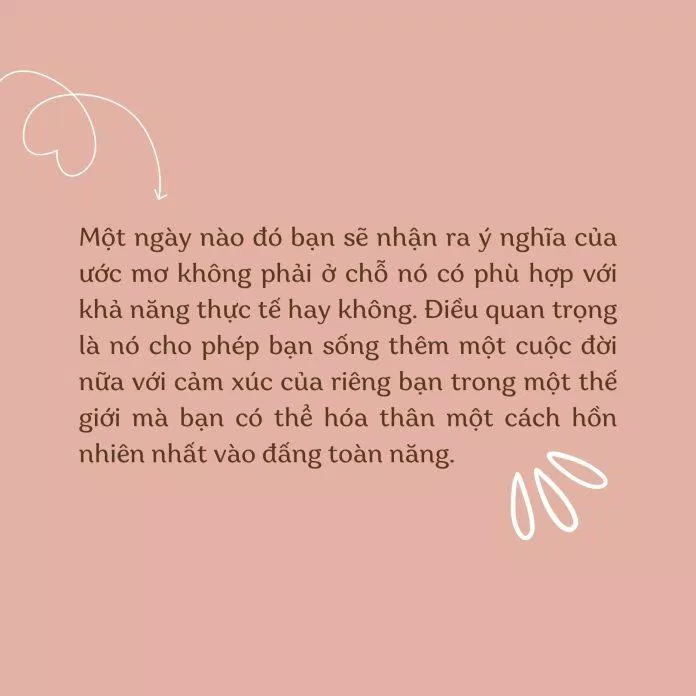 Một ngày nào đó bạn sẽ nhận ra ý nghĩa của
ước mơ không phải ở chỗ nó có phù hợp với
khả năng thực tế hay không. Điều quan trọng
là nó cho phép bạn sống thêm một cuộc đời
nữa với cảm xúc của riêng bạn trong một thế
giới mà bạn có thể hóa thân một cách hồn
nhiên nhất vào đấng toàn năng.